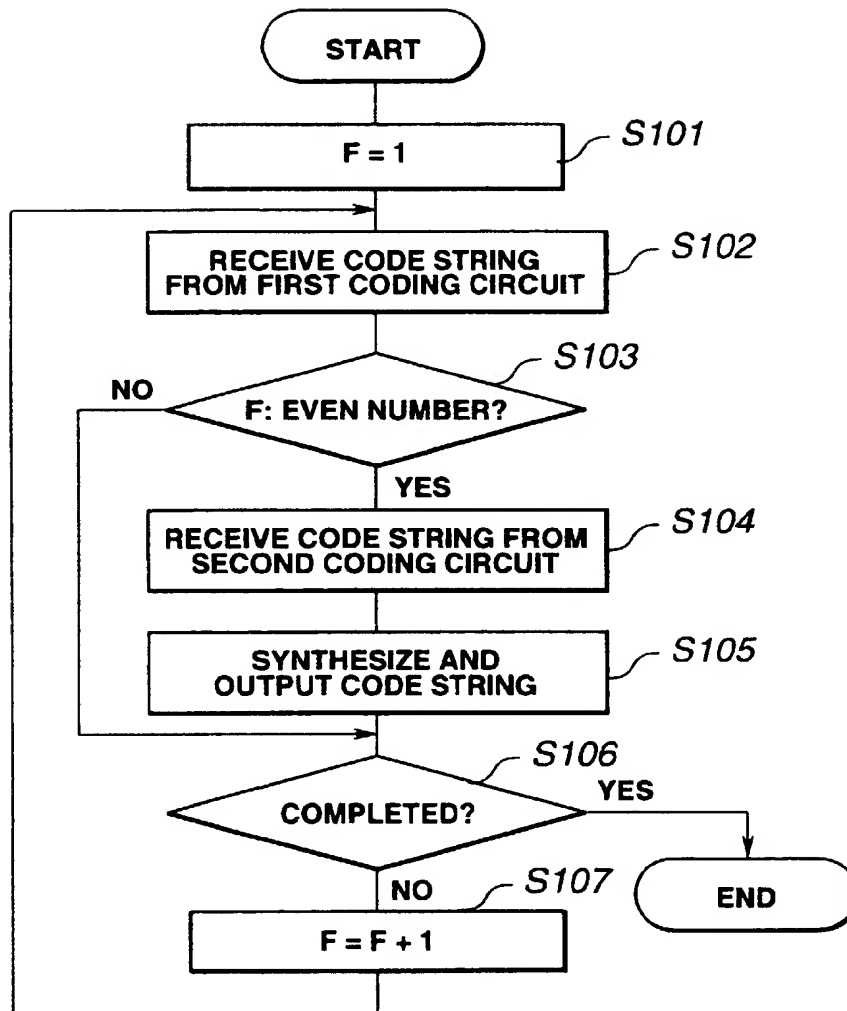 START
F = 1
S101
RECEIVE CODE STRING
FROM FIRST CODING CIRCUIT
S102
S103
NO
F: EVEN NUMBER?
YES
RECEIVE CODE STRING FROM
SECOND CODING CIRCUIT
S104
SYNTHESIZE AND
OUTPUT CODE STRING
S105
S106
COMPLETED?
YES
NO
S107
END
F = F + 1